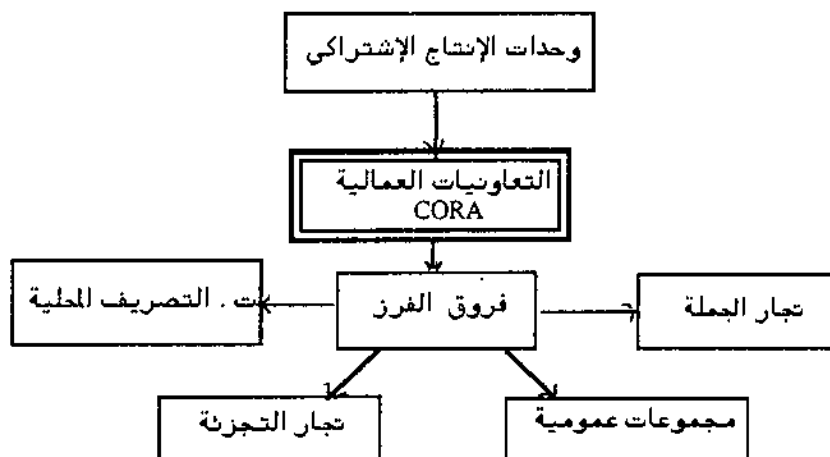 وحدات الإنتاج الإشتراكي
التعاونيات العمالية
CORA
فروق الفرز
تجار الجملة
ت . التصريف المحلية
مجموعات عمومية
تجار التجزئة